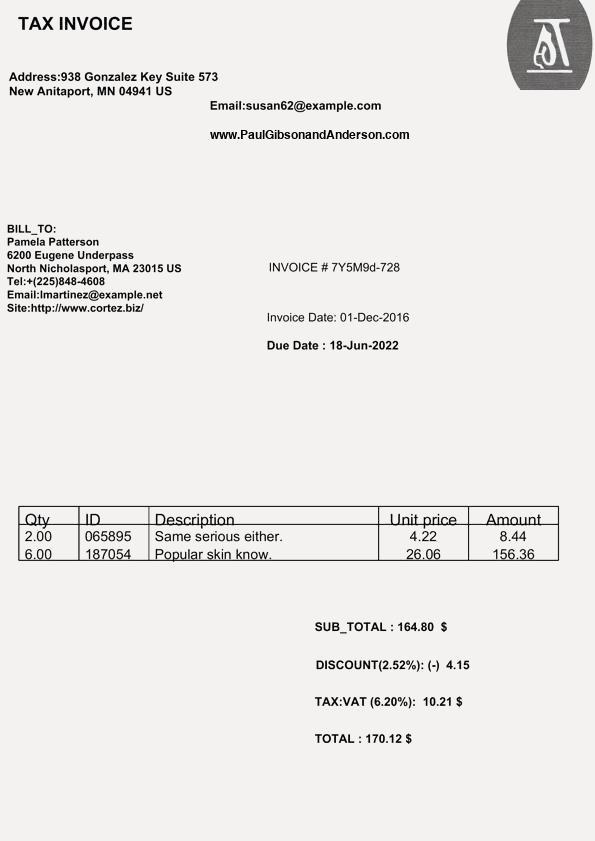 TAX INVOICE
Address:938 Gonzalez Key Suite 573
New Anitaport, MN 04941 US
Email:susan62@example.com
www.PaulGibsonandAnderson.com
BILL_TO:
Pamela Patterson
6200 Eugene Underpass
North Nicholasport, MA 23015 US
Tel:+(225)848-4608
Email:lmartinez@example.net
Site:http://www.cortez.biz/
INVOICE # 7Y5M9d-728
Invoice Date: 01-Dec-2016
Due Date : 18-Jun-2022
Qty ID Description Unit price Amount
2.00 065895 Same serious either. 4.22 8.44
6.00 187054 Popular skin know. 26.06 156.36
SUB_TOTAL : 164.80 $
DISCOUNT(2.52%): (-) 4.15
TAX:VAT (6.20%): 10.21 $
TOTAL : 170.12 $